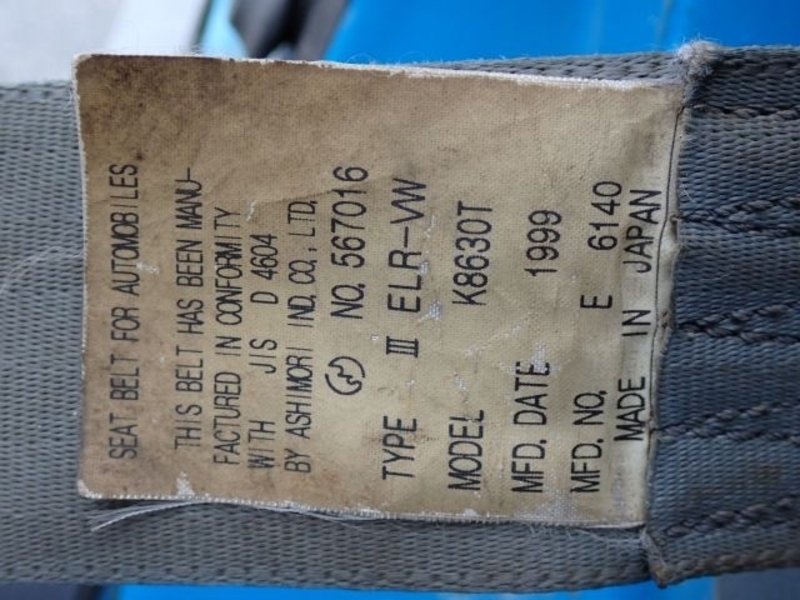 SEAT BELT FOR AUTOMOBILES
THIS BELT HAS BEEN MANU-
FACTURED IN CONFORMITY
WITH JIS D 4604
BY ASHIMORI IND. CO., LTD.
NO. 567016
TYPE III ELR-VW
MODEL K8630T
MFD. DATE 1999
MFD. NO. E 6140
MADE IN JAPAN